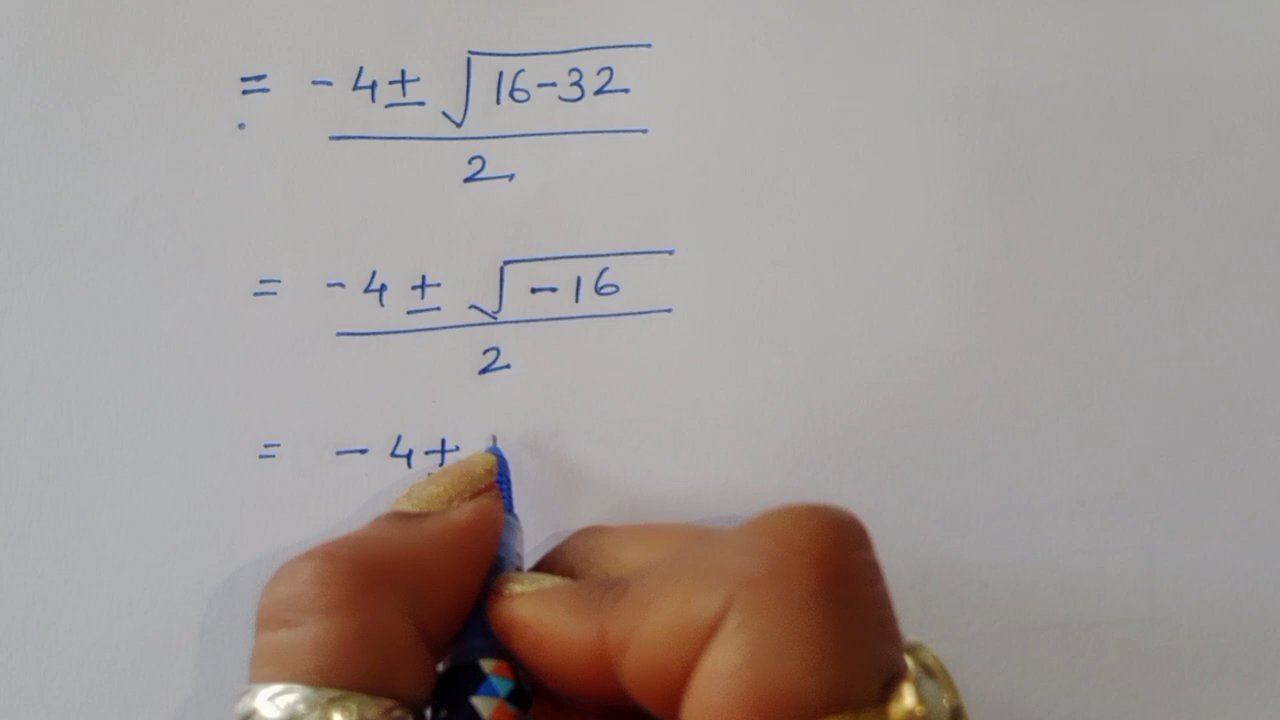 = -4 ± √16-32
2
= -4 ± √-16
2
= -4 ±